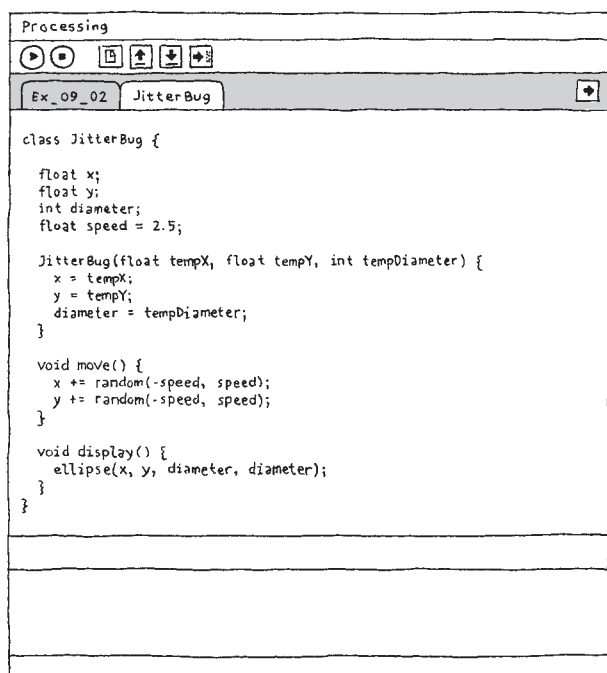 Processing
Ex_09_02 JitterBug
class JitterBug {
float x;
float y;
int diameter;
float speed = 2.5;
JitterBug(float tempX, float tempY, int tempDiameter) {
x = tempX;
y = tempY;
diameter = tempDiameter;
}
void move() {
x += random(-speed, speed);
y += random(-speed, speed);
}
void display() {
ellipse(x, y, diameter, diameter);
}
}